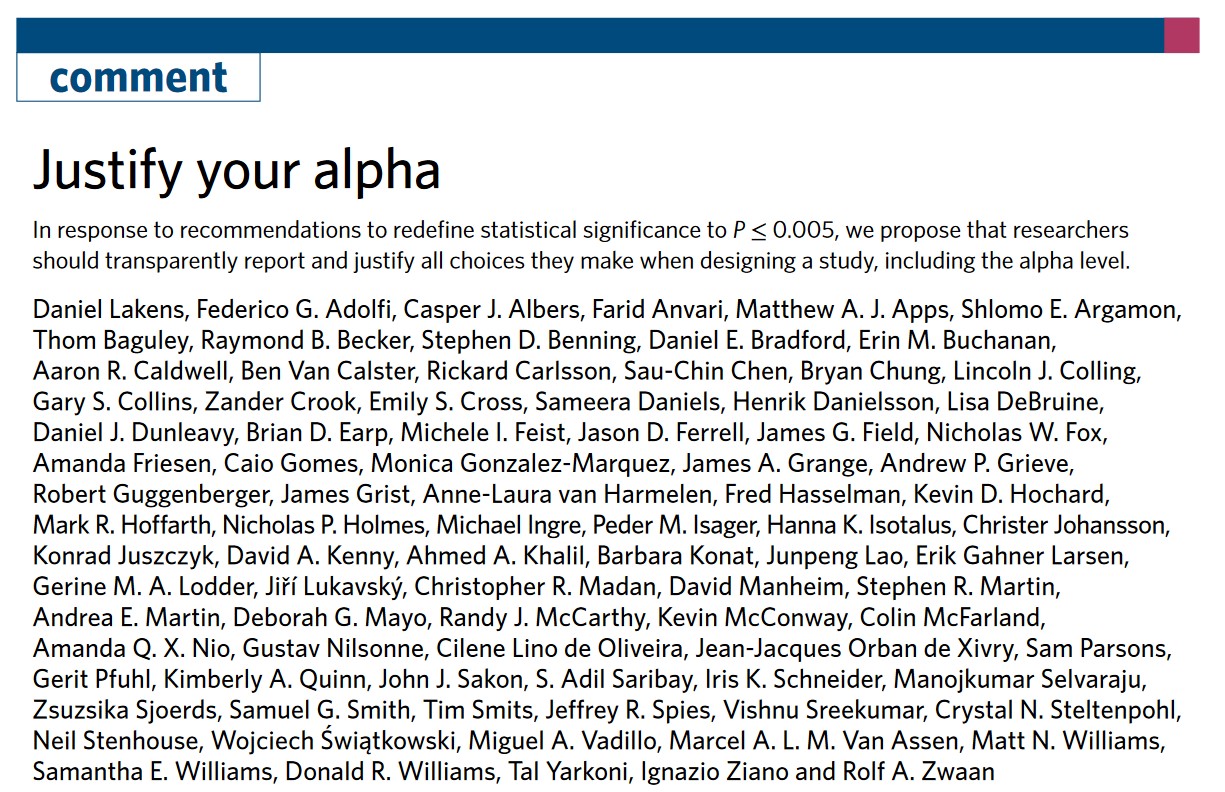 comment
Justify your alpha
In response to recommendations to redefine statistical significance to P ≤ 0.005, we propose that researchers
should transparently report and justify all choices they make when designing a study, including the alpha level.
Daniel Lakens, Federico G. Adolfi, Casper J. Albers, Farid Anvari, Matthew A. J. Apps, Shlomo E. Argamon,
Thom Baguley, Raymond B. Becker, Stephen D. Benning, Daniel E. Bradford, Erin M. Buchanan,
Aaron R. Caldwell, Ben Van Calster, Rickard Carlsson, Sau-Chin Chen, Bryan Chung, Lincoln J. Colling,
Gary S. Collins, Zander Crook, Emily S. Cross, Sameera Daniels, Henrik Danielsson, Lisa DeBruine,
Daniel J. Dunleavy, Brian D. Earp, Michele I. Feist, Jason D. Ferrell, James G. Field, Nicholas W. Fox,
Amanda Friesen, Caio Gomes, Monica Gonzalez-Marquez, James A. Grange, Andrew P. Grieve,
Robert Guggenberger, James Grist, Anne-Laura van Harmelen, Fred Hasselman, Kevin D. Hochard,
Mark R. Hoffarth, Nicholas P. Holmes, Michael Ingre, Peder M. Isager, Hanna K. Isotalus, Christer Johansson,
Konrad Juszczyk, David A. Kenny, Ahmed A. Khalil, Barbara Konat, Junpeng Lao, Erik Gahner Larsen,
Gerine M. A. Lodder, Jiří Lukavský, Christopher R. Madan, David Manheim, Stephen R. Martin,
Andrea E. Martin, Deborah G. Mayo, Randy J. McCarthy, Kevin McConway, Colin McFarland,
Amanda Q. X. Nio, Gustav Nilsonne, Cilene Lino de Oliveira, Jean-Jacques Orban de Xivry, Sam Parsons,
Gerit Pfuhl, Kimberly A. Quinn, John J. Sakon, S. Adil Saribay, Iris K. Schneider, Manojkumar Selvaraju,
Zsuzsika Sjoerds, Samuel G. Smith, Tim Smits, Jeffrey R. Spies, Vishnu Sreekumar, Crystal N. Steltenpohl,
Neil Stenhouse, Wojciech Świątkowski, Miguel A. Vadillo, Marcel A. L. M. Van Assen, Matt N. Williams,
Samantha E. Williams, Donald R. Williams, Tal Yarkoni, Ignazio Ziano and Rolf A. Zwaan